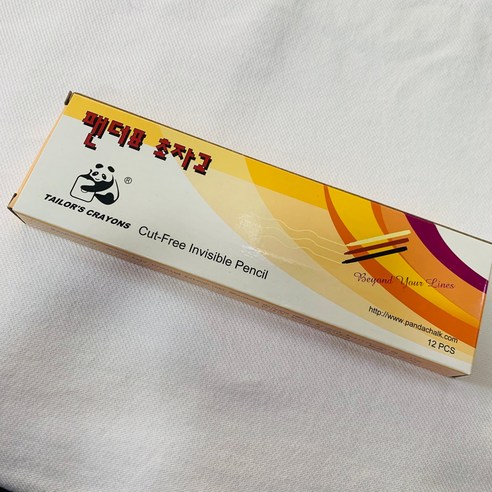 팬더표 초자고
®
TAILOR'S CRAYONS
Cut-Free Invisible Pencil
Beyond Your Lines
http://www.pandachalk.com
12 PCS